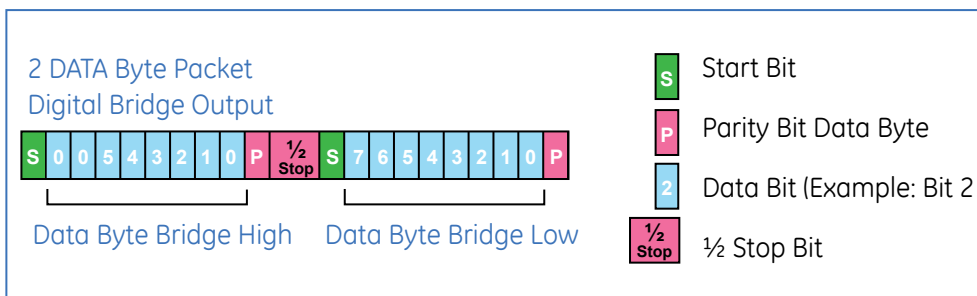 2 DATA Byte Packet
Digital Bridge Output
S 0 0 5 4 3 2 1 0 P ½ Stop S 7 6 5 4 3 2 1 0 P
Data Byte Bridge High Data Byte Bridge Low
S Start Bit
P Parity Bit Data Byte
2 Data Bit (Example: Bit 2
½ Stop ½ Stop Bit